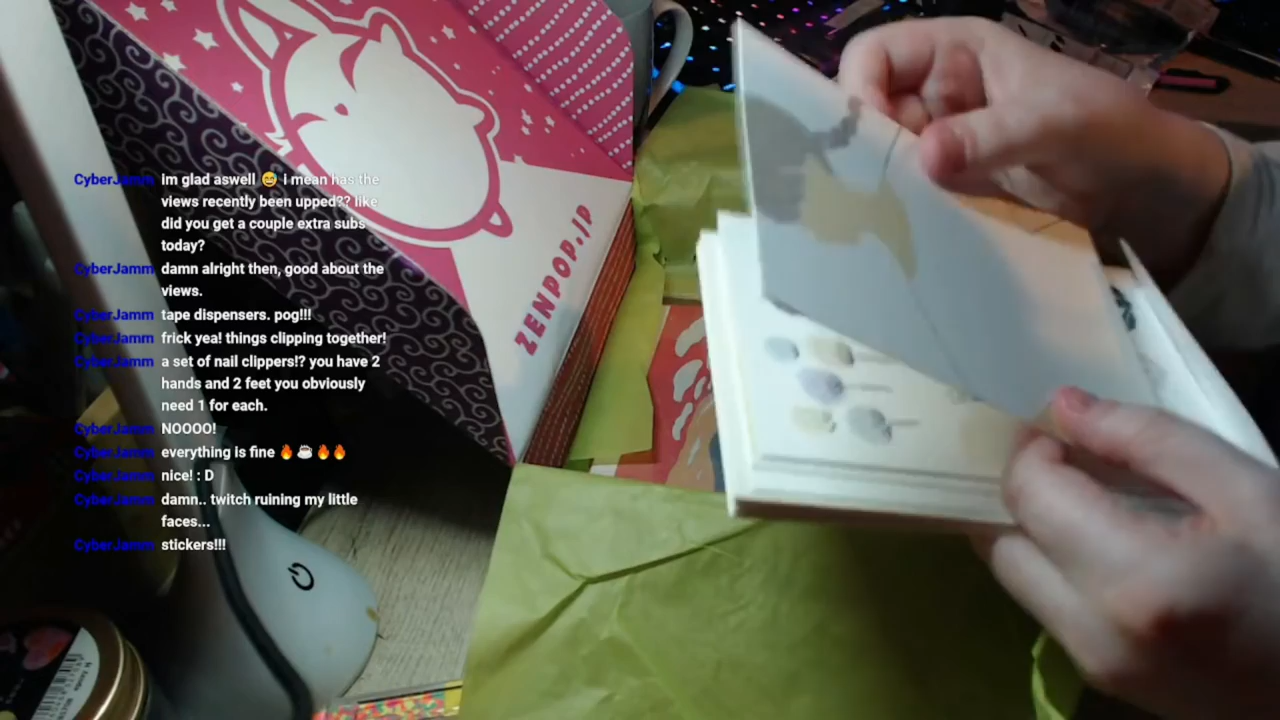 CyberJamm Im glad aswell 😅 I mean has the
views recently been upped?? like
did you get a couple extra subs
today?
CyberJamm damn alright then, good about the
views.
CyberJamm tape dispensers. pog!!!
CyberJamm frick yea! things clipping together!
CyberJamm a set of nail clippers!? you have 2
hands and 2 feet you obviously
need 1 for each.
CyberJamm NOOOO!
CyberJamm everything is fine 🔥☕🔥🔥
CyberJamm nice! : D
CyberJamm damn.. twitch ruining my little
faces...
CyberJamm stickers!!!
ZENPOP.JP